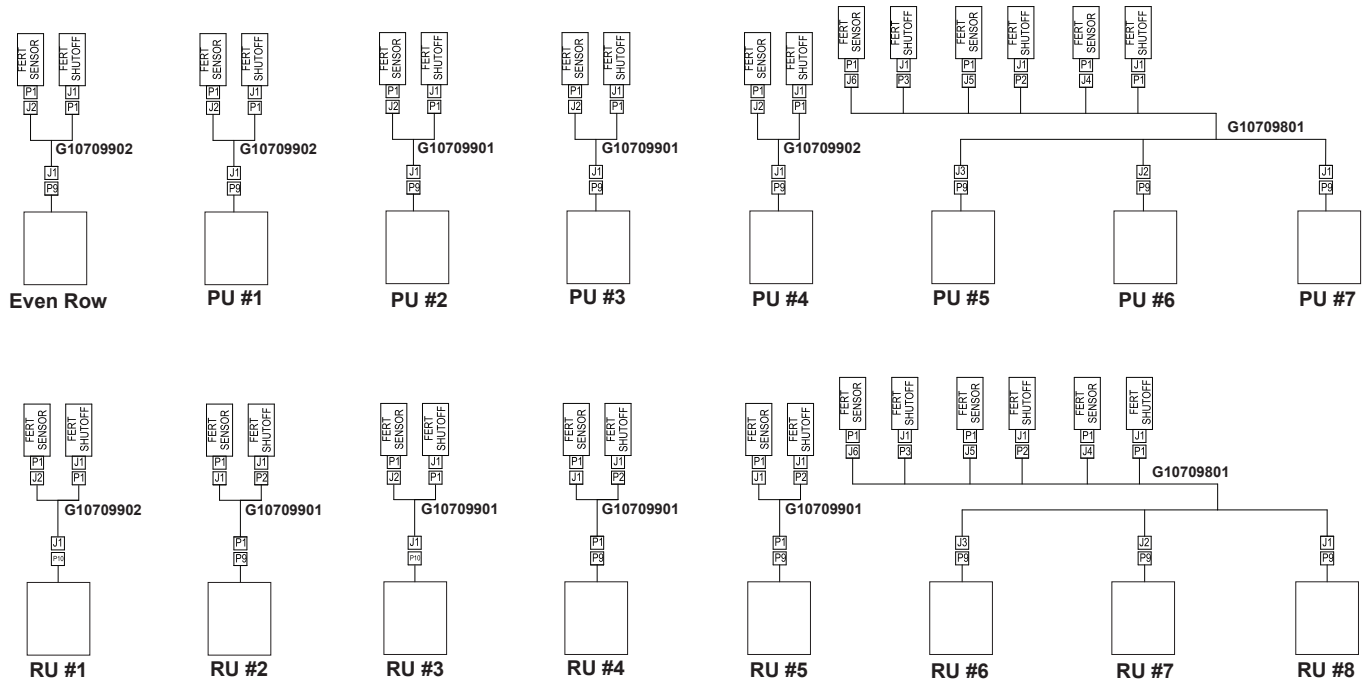 FERT SENSOR
FERT SHUTOFF
FERT SENSOR
FERT SHUTOFF
FERT SENSOR
FERT SHUTOFF
FERT SENSOR
FERT SHUTOFF
FERT SENSOR
FERT SHUTOFF
FERT SENSOR
FERT SHUTOFF
FERT SENSOR
FERT SHUTOFF
FERT SENSOR
FERT SHUTOFF
P1 J1 P1 J1 P1 J1 P1 J1 P1 J1 P1 J1 P1 J1 P1 J1
J2 P1 J2 P1 J2 P1 J2 P1 J2 P1 J6 P3 J5 P2 J4 P1
G10709902 G10709902 G10709901 G10709901 G10709902 G10709801
J1 J1 J1 J1 J1 J3 J2 J1
P9 P9 P9 P9 P9 P9 P9 P9
Even Row PU #1 PU #2 PU #3 PU #4 PU #5 PU #6 PU #7
FERT SENSOR
FERT SHUTOFF
FERT SENSOR
FERT SHUTOFF
FERT SENSOR
FERT SHUTOFF
FERT SENSOR
FERT SHUTOFF
FERT SENSOR
FERT SHUTOFF
FERT SENSOR
FERT SHUTOFF
FERT SENSOR
FERT SHUTOFF
FERT SENSOR
FERT SHUTOFF
P1 J1 P1 J1 P1 J1 P1 J1 P1 J1 P1 J1 P1 J1 P1 J1
J2 P1 J1 P2 J2 P1 J1 P2 J1 P2 J6 P3 J5 P2 J4 P1
G10709902 G10709901 G10709901 G10709901 G10709901 G10709801
J1 P1 J1 P1 P1 J3 J2 J1
P10 P9 P10 P9 P9 P9 P9 P9
RU #1 RU #2 RU #3 RU #4 RU #5 RU #6 RU #7 RU #8